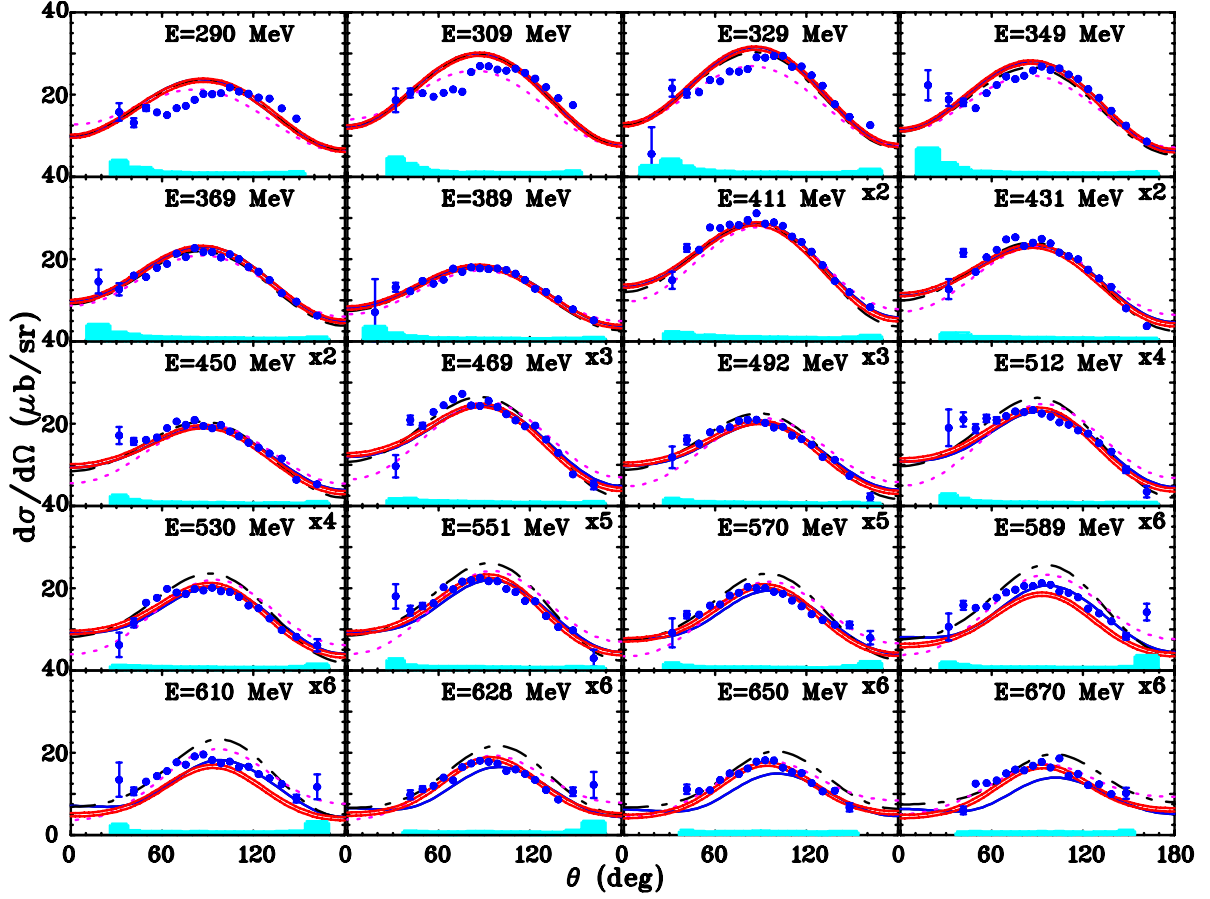 40
E=290 MeV
E=309 MeV
E=329 MeV
E=349 MeV
30
20
10
40
E=369 MeV
E=389 MeV
E=411 MeV x2
E=431 MeV x2
20
40
E=450 MeV x2
E=469 MeV x3
E=492 MeV x3
E=512 MeV x4
20
40
E=530 MeV x4
E=551 MeV x5
E=570 MeV x5
E=589 MeV x6
20
40
E=610 MeV x6
E=628 MeV x6
E=650 MeV x6
E=670 MeV x6
20
0
0 60 120 0 60 120 0 60 120 0 60 120 180
θ (deg)
dσ/dΩ (μb/sr)